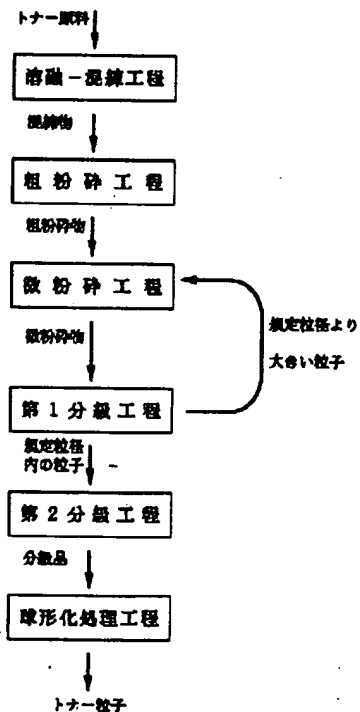 トナー原料
溶融－混練工程
混練物
粗粉砕工程
粗粉砕物
微粉砕工程
規定粒径より
大きい粒子
微粉砕物
第1分級工程
規定粒径
内の粒子
第2分級工程
分級品
球形化処理工程
トナー粒子